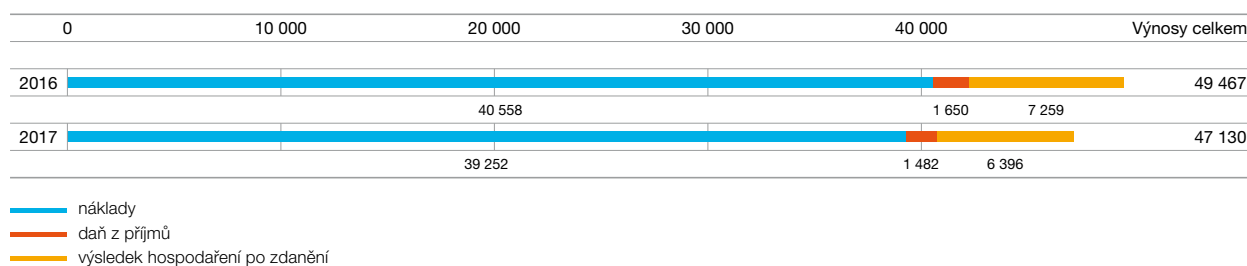 0 10 000 20 000 30 000 40 000 Výnosy celkem
2016 49 467
40 558 1 650 7 259
2017 47 130
39 252 1 482 6 396
náklady
daň z příjmů
výsledek hospodaření po zdanění